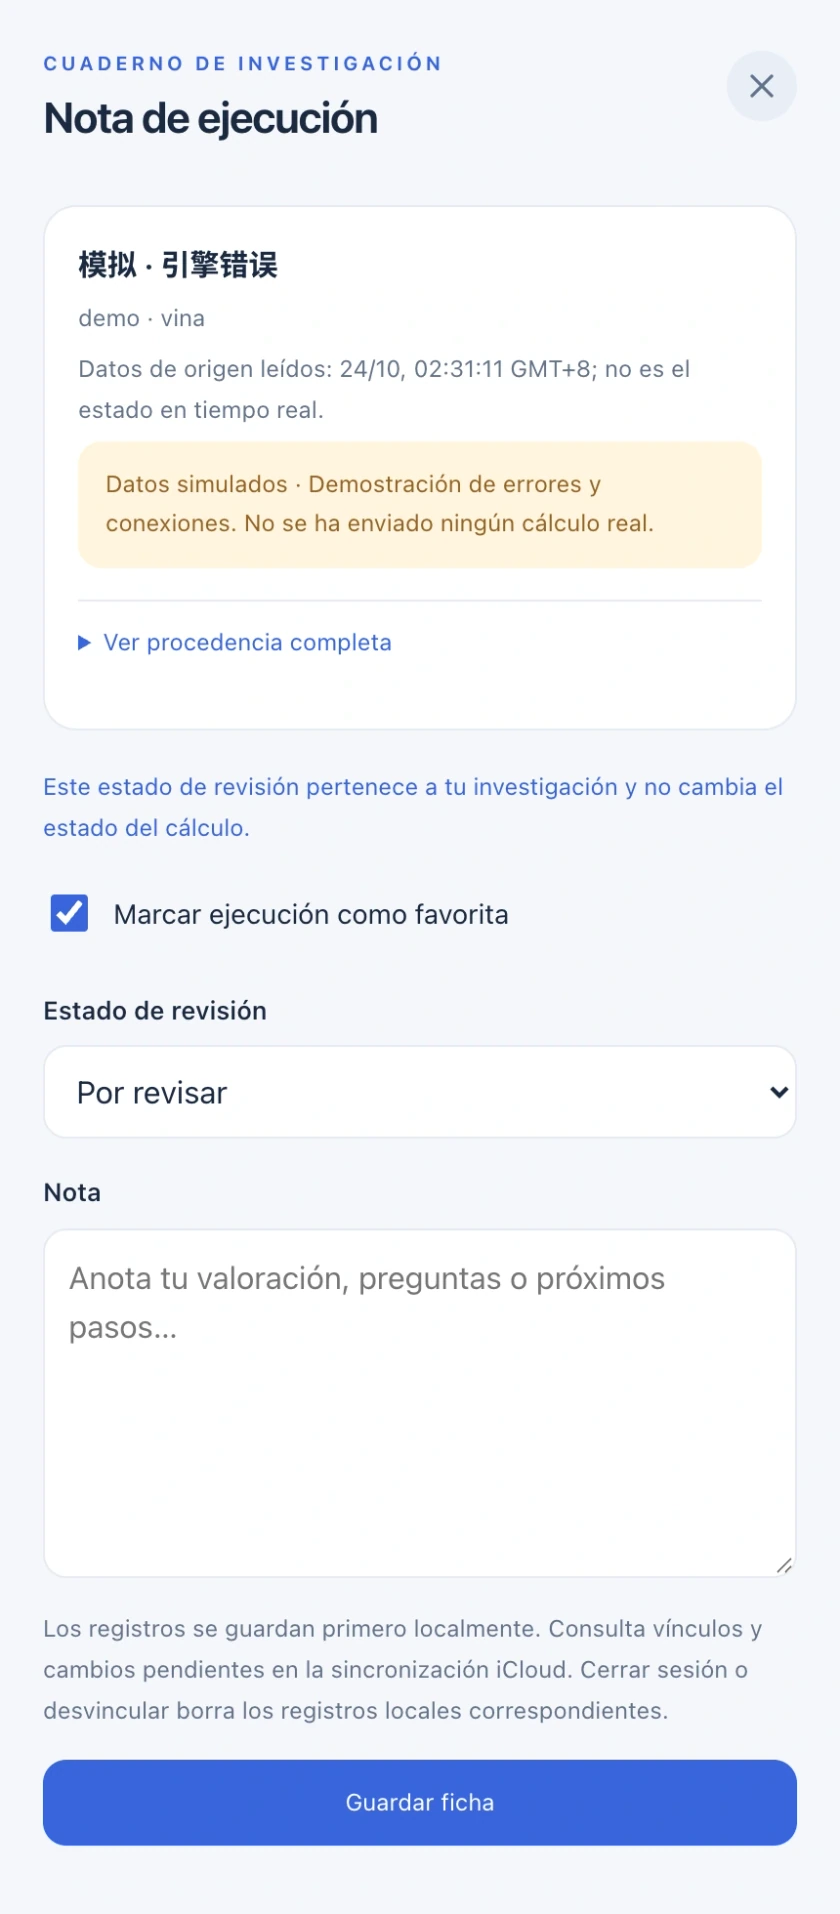 CUADERNO DE INVESTIGACIÓN
Nota de ejecución
模拟 · 引擎错误
demo · vina
Datos de origen leídos: 24/10, 02:31:11 GMT+8; no es el
estado en tiempo real.
Datos simulados · Demostración de errores y
conexiones. No se ha enviado ningún cálculo real.
Ver procedencia completa
Este estado de revisión pertenece a tu investigación y no cambia el
estado del cálculo.
Marcar ejecución como favorita
Estado de revisión
Por revisar
Nota
Anota tu valoración, preguntas o próximos
pasos...
Los registros se guardan primero localmente. Consulta vínculos y
cambios pendientes en la sincronización iCloud. Cerrar sesión o
desvincular borra los registros locales correspondientes.
Guardar ficha